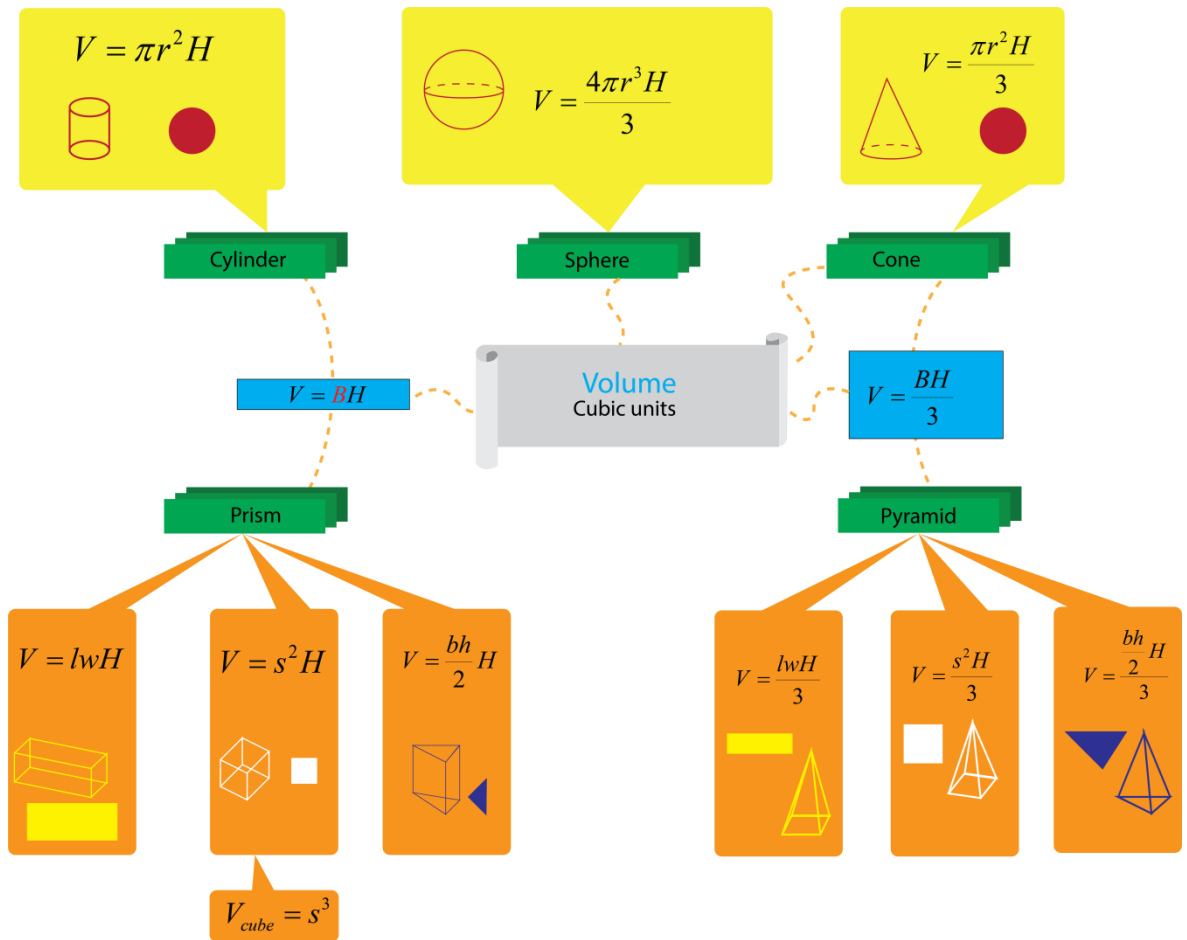 V = πr²H
V = 4πr³H/3
V = πr²H/3
Cylinder
Sphere
Cone
Volume
Cubic units
V = BH
V = BH/3
Prism
Pyramid
V = lwH
V = s²H
V = bh/2 H
V = lwH/3
V = s²H/3
V = (bh/2 H)/3
V_cube = s³